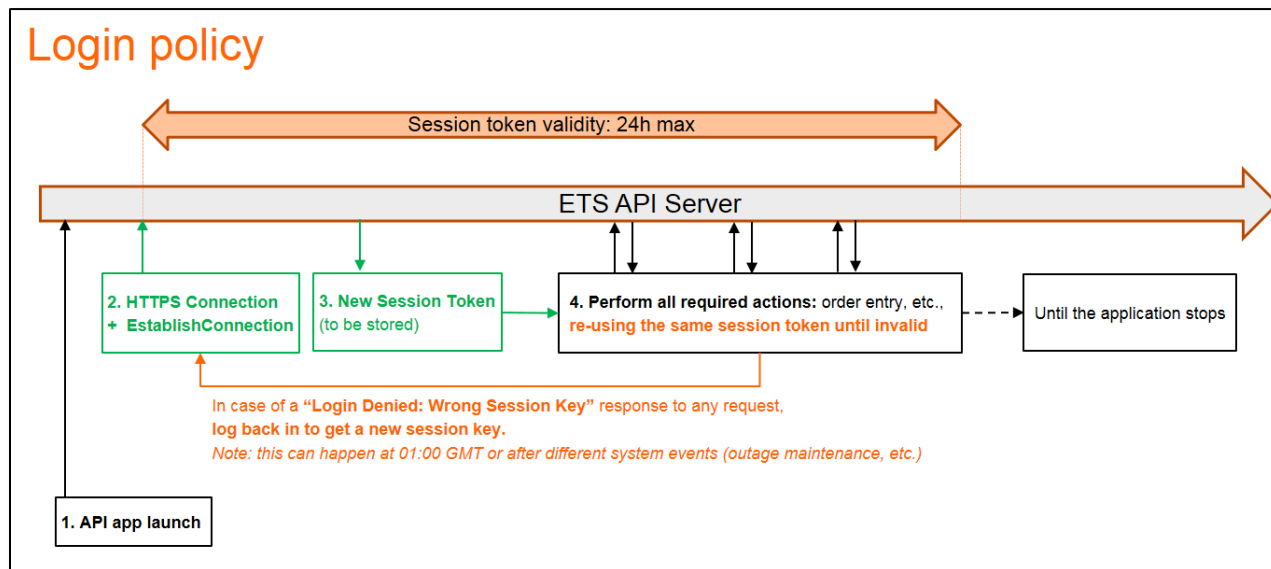 Login policy
Session token validity: 24h max
ETS API Server
2. HTTPS Connection
+ EstablishConnection
3. New Session Token
(to be stored)
4. Perform all required actions: order entry, etc.,
re-using the same session token until invalid
Until the application stops
In case of a “Login Denied: Wrong Session Key” response to any request,
log back in to get a new session key.
Note: this can happen at 01:00 GMT or after different system events (outage maintenance, etc.)
1. API app launch